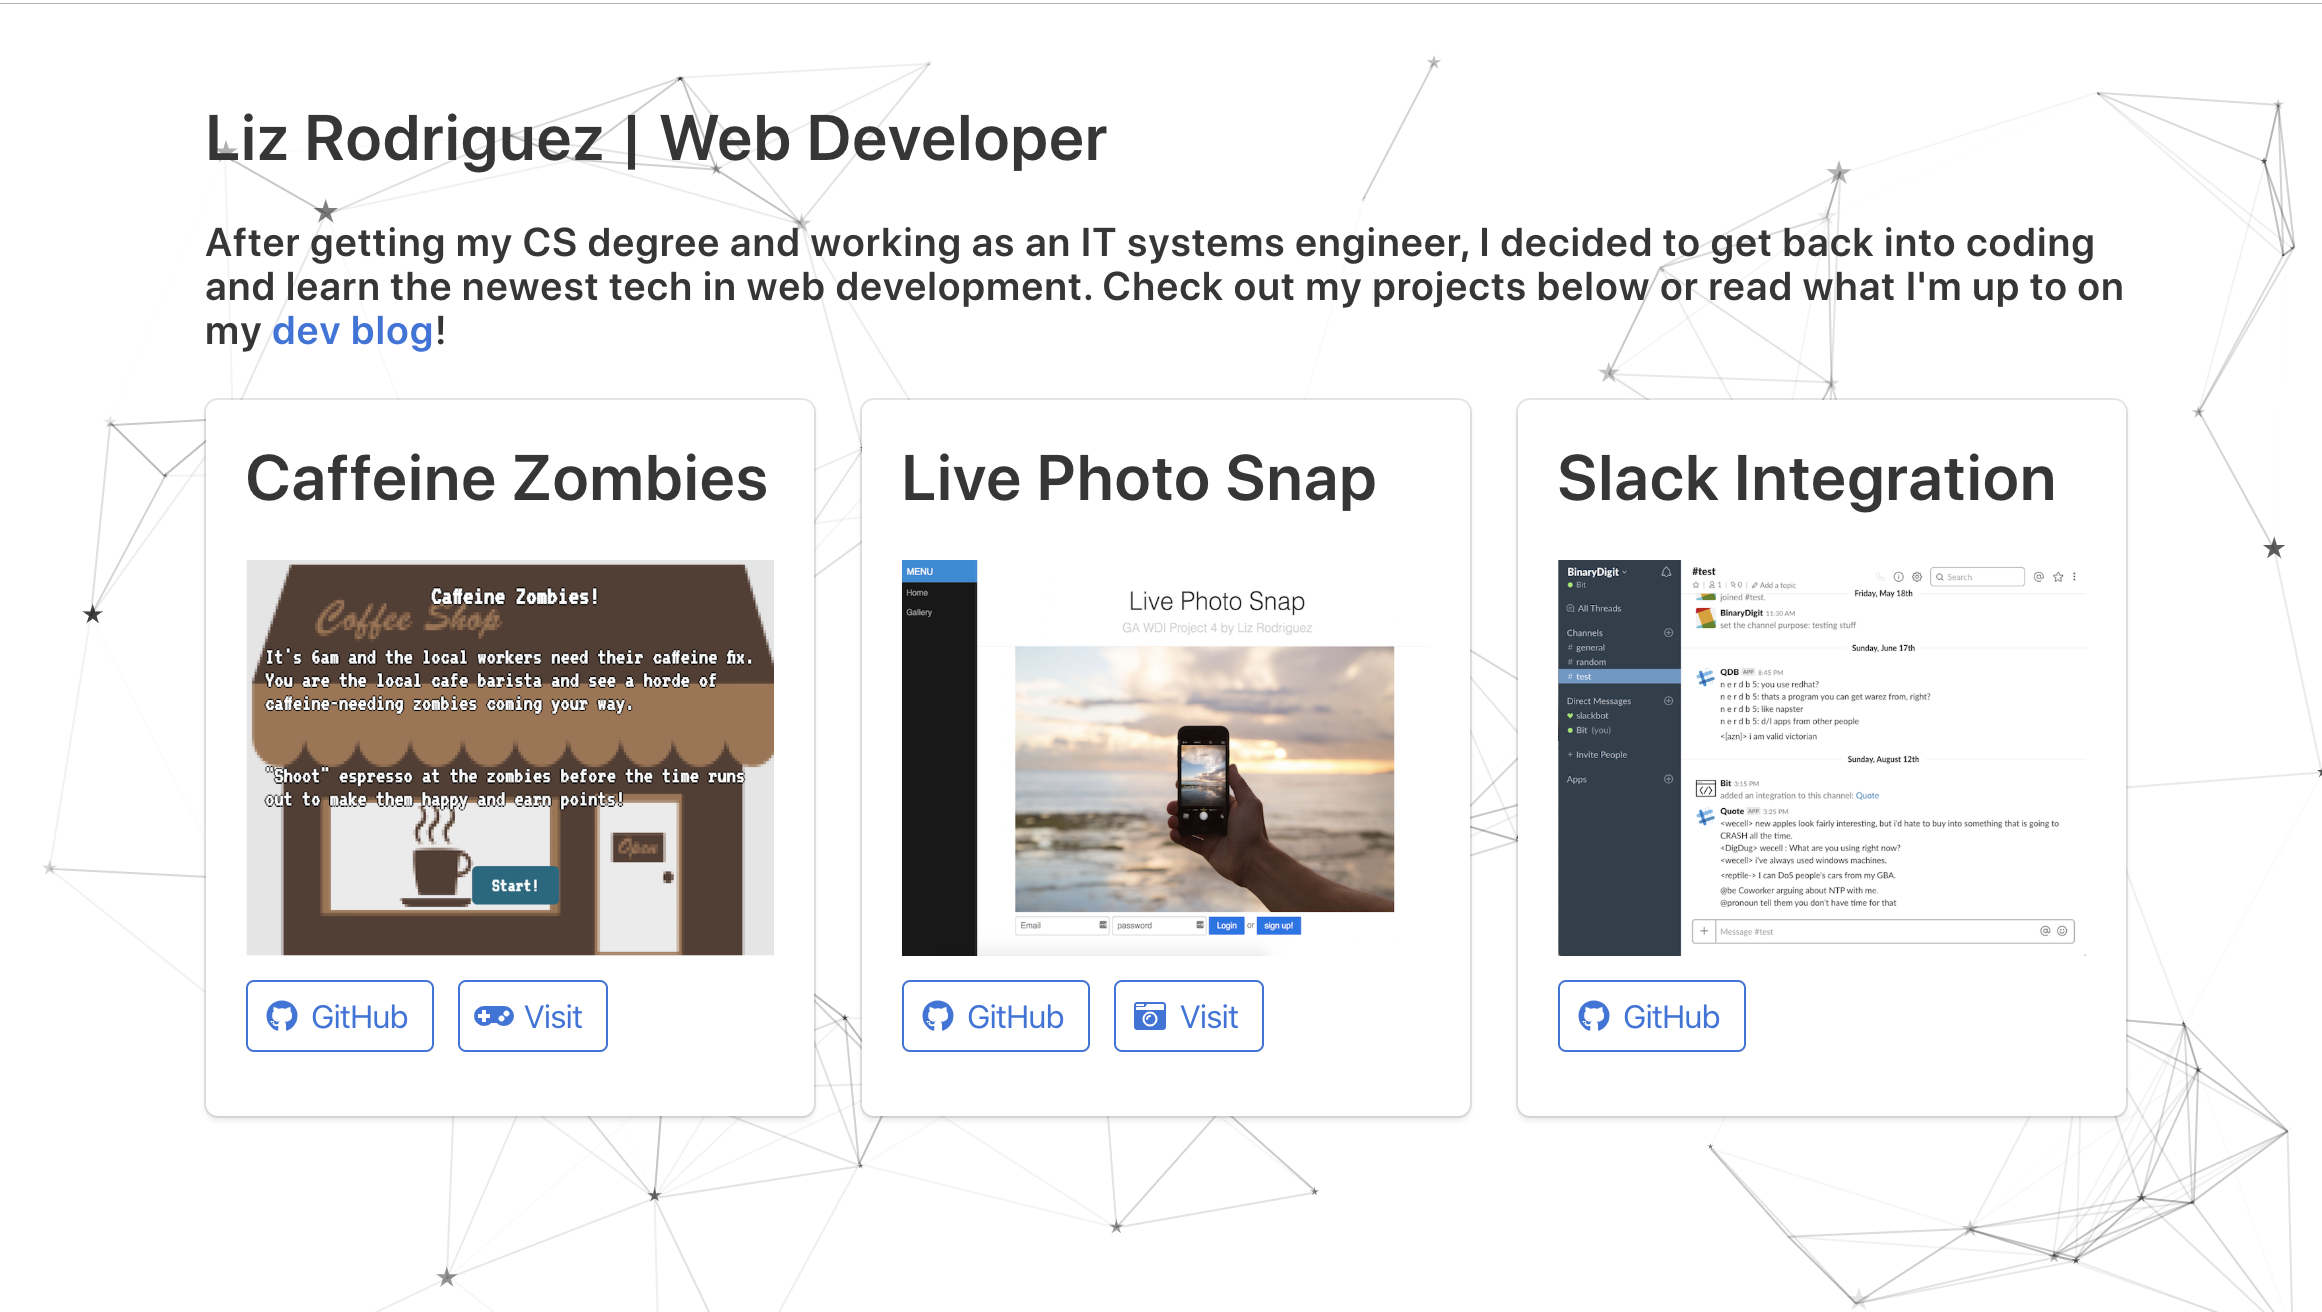 Liz Rodriguez | Web Developer
After getting my CS degree and working as an IT systems engineer, I decided to get back into coding
and learn the newest tech in web development. Check out my projects below or read what I'm up to on
my dev blog!
Caffeine Zombies
Coffee Shop
Caffeine Zombies!
It's 6am and the local workers need their caffeine fix.
You are the local cafe barista and see a horde of
caffeine-needing zombies coming your way.
"Shoot" espresso at the zombies before the time runs
out to make them happy and earn points!
Open
Start!
GitHub
Visit
Live Photo Snap
MENU
Home
Gallery
Live Photo Snap
GA WDI Project 4 by Liz Rodriguez
Email
password
Login
or
sign up!
GitHub
Visit
Slack Integration
BinaryDigit
Bit
All Threads
Channels
# general
# random
# test
Direct Messages
slackbot
Bit (you)
+ Invite People
Apps
#test
1 | 0 | Add a topic
Search
Friday, May 18th
joined #test.
BinaryDigit 11:30 AM
set the channel purpose: testing stuff
Sunday, June 17th
QDB APP 8:45 PM
n e r d b 5: you use redhat?
n e r d b 5: thats a program you can get warez from, right?
n e r d b 5: like napster
n e r d b 5: d/l apps from other people
<[azn]> i am valid victorian
Sunday, August 12th
Bit 3:15 PM
added an integration to this channel: Quote
Quote APP 3:25 PM
<wecell> new apples look fairly interesting, but i'd hate to buy into something that is going to
CRASH all the time.
<DigDug> wecell : What are you using right now?
<wecell> i've always used windows machines.
<reptile-> I can DoS people's cars from my GBA.
@be Coworker arguing about NTP with me.
@pronoun tell them you don't have time for that
Message #test
GitHub